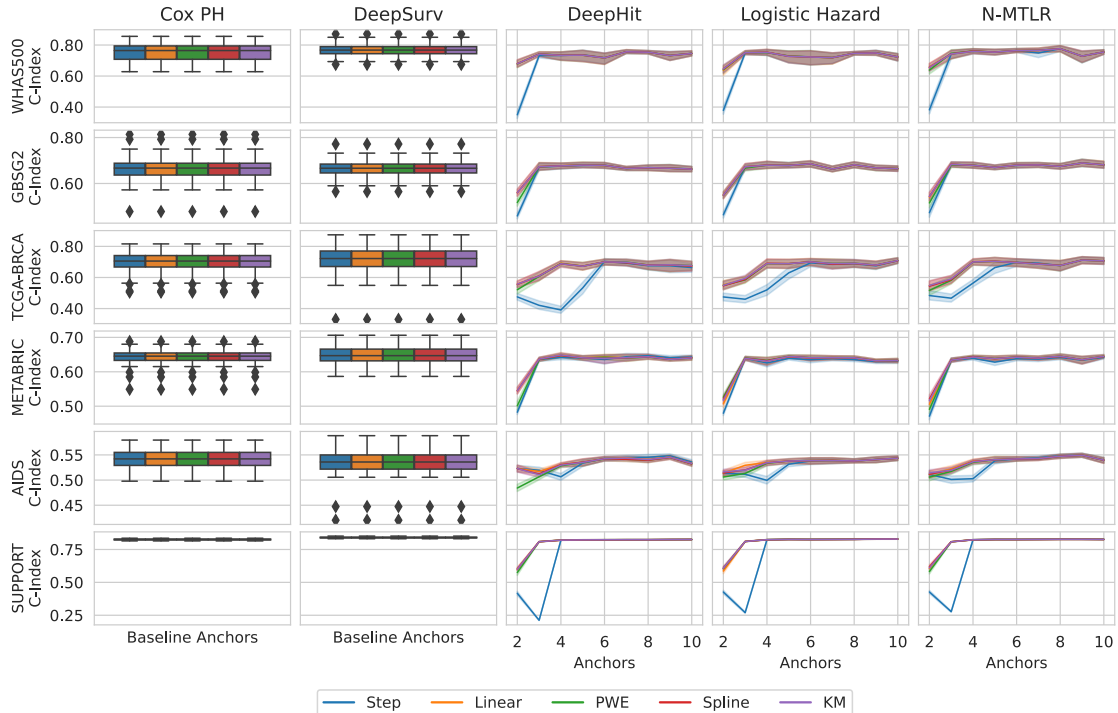 Cox PH DeepSurv DeepHit Logistic Hazard N-MTLR
WHAS500
C-Index
0.80
0.60
0.40
GBSG2
C-Index
0.80
0.60
TCGA-BRCA
C-Index
0.80
0.60
0.40
METABRIC
C-Index
0.70
0.60
0.50
AIDS
C-Index
0.55
0.50
0.45
SUPPORT
C-Index
0.75
0.50
0.25
2 4 6 8 10 2 4 6 8 10 2 4 6 8 10
Baseline Anchors Baseline Anchors Anchors Anchors Anchors
Step Linear PWE Spline KM